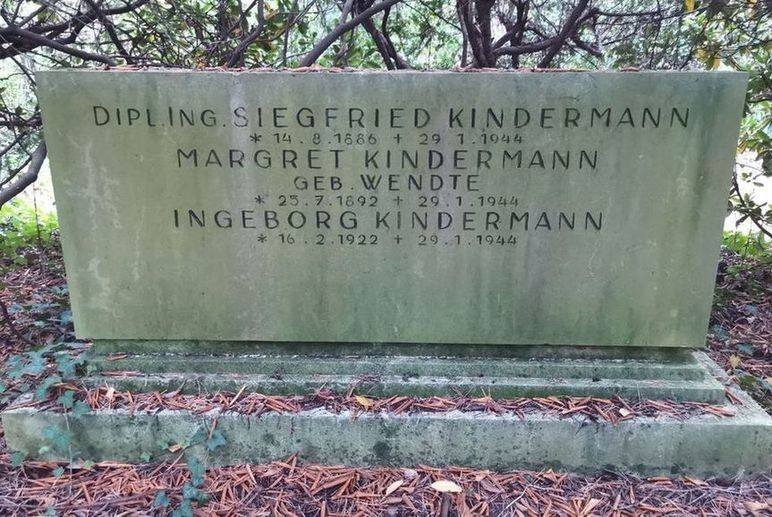 DIPL.ING. SIEGFRIED KINDERMANN
* 14.8.1886 + 29.1.1944
MARGRET KINDERMANN
GEB. WENDTE
* 23.7.1892 + 29.1.1944
INGEBORG KINDERMANN
* 16.2.1922 + 29.1.1944